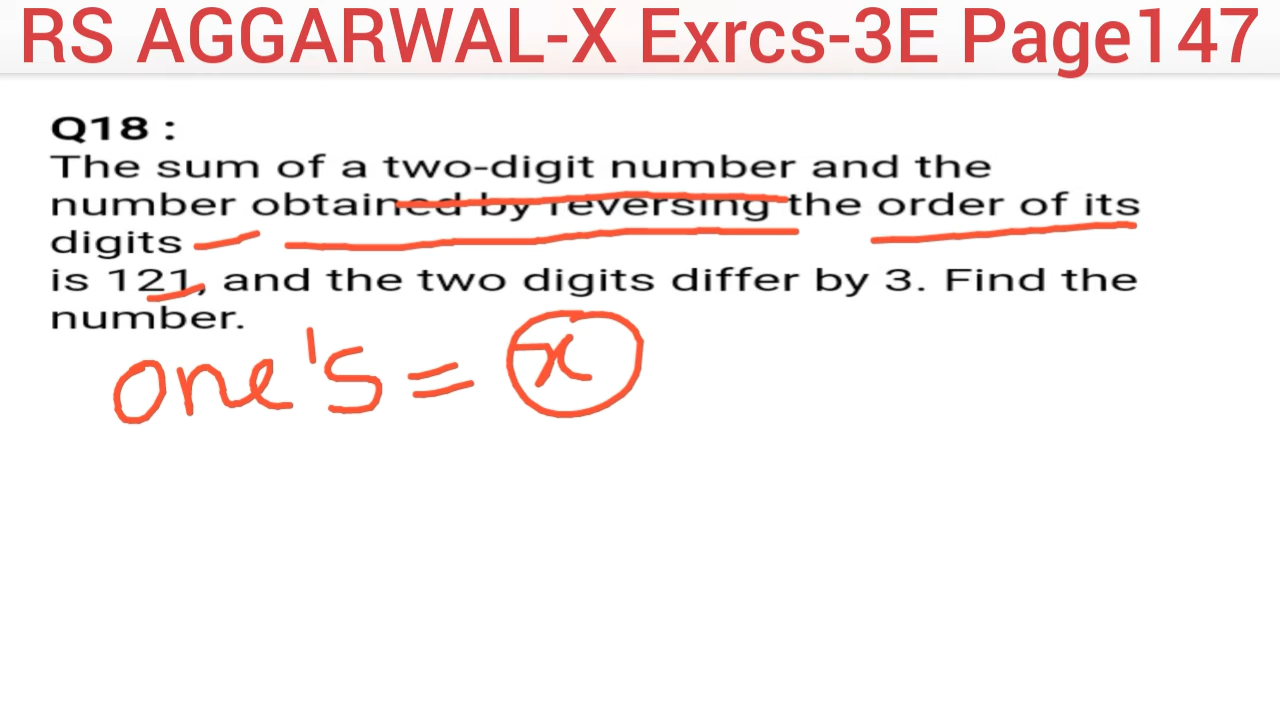 RS AGGARWAL-X Exrcs-3E Page147
Q18 :
The sum of a two-digit number and the
number obtained by reversing the order of its
digits
is 121, and the two digits differ by 3. Find the
number.
one's = x